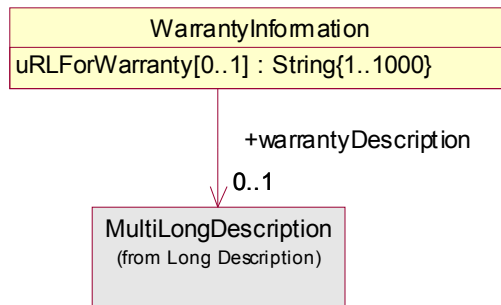 WarrantyInformation
uRLForWarranty[0..1] : String{1..1000}
+warrantyDescription
0..1
MultiLongDescription
(from Long Description)